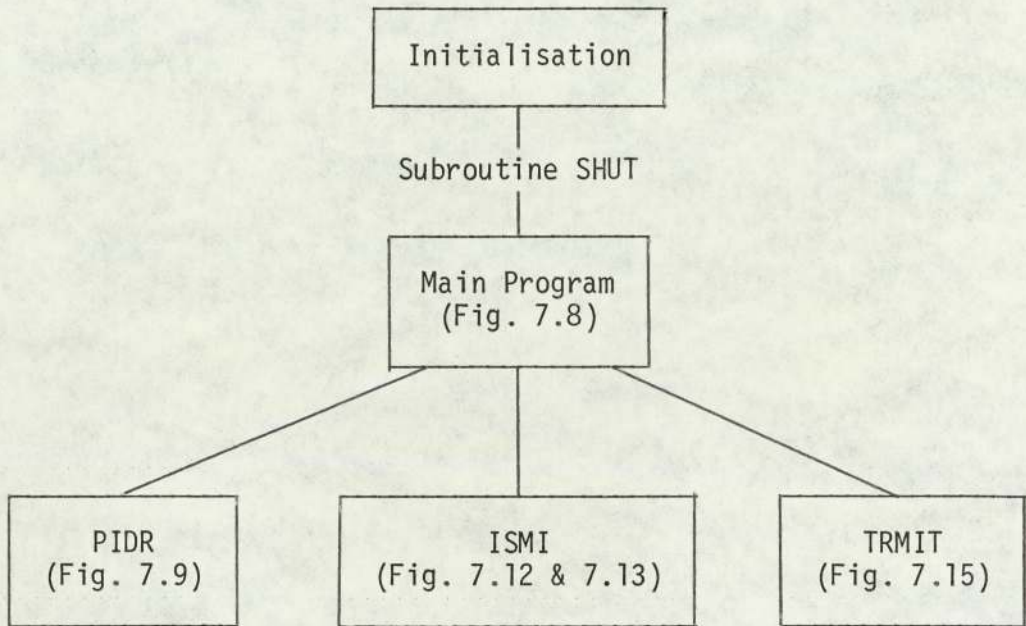 Initialisation
Subroutine SHUT
Main Program
(Fig. 7.8)
PIDR
(Fig. 7.9)
ISMI
(Fig. 7.12 & 7.13)
TRMIT
(Fig. 7.15)